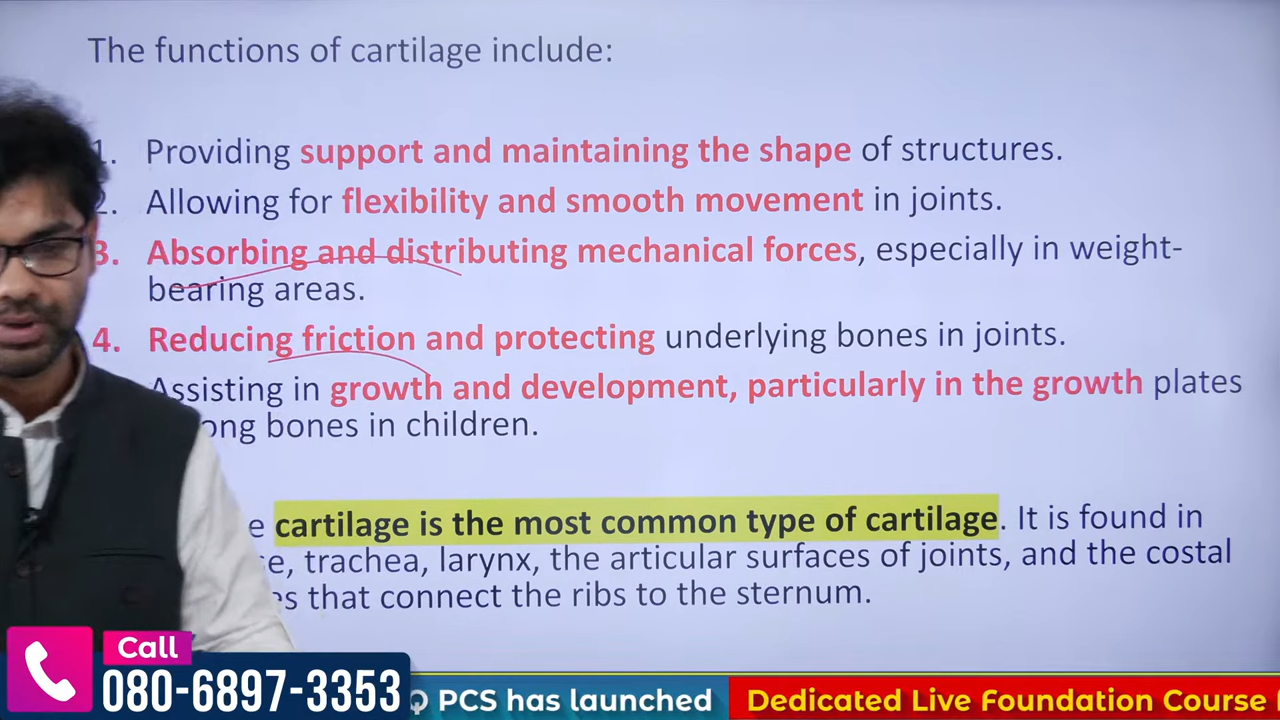 The functions of cartilage include:
1. Providing support and maintaining the shape of structures.
2. Allowing for flexibility and smooth movement in joints.
3. Absorbing and distributing mechanical forces, especially in weight-
bearing areas.
4. Reducing friction and protecting underlying bones in joints.
Assisting in growth and development, particularly in the growth plates
bones in children.
cartilage is the most common type of cartilage. It is found in
trachea, larynx, the articular surfaces of joints, and the costal
that connect the ribs to the sternum.
Call
080-6897-3353
Q PCS has launched
Dedicated Live Foundation Course